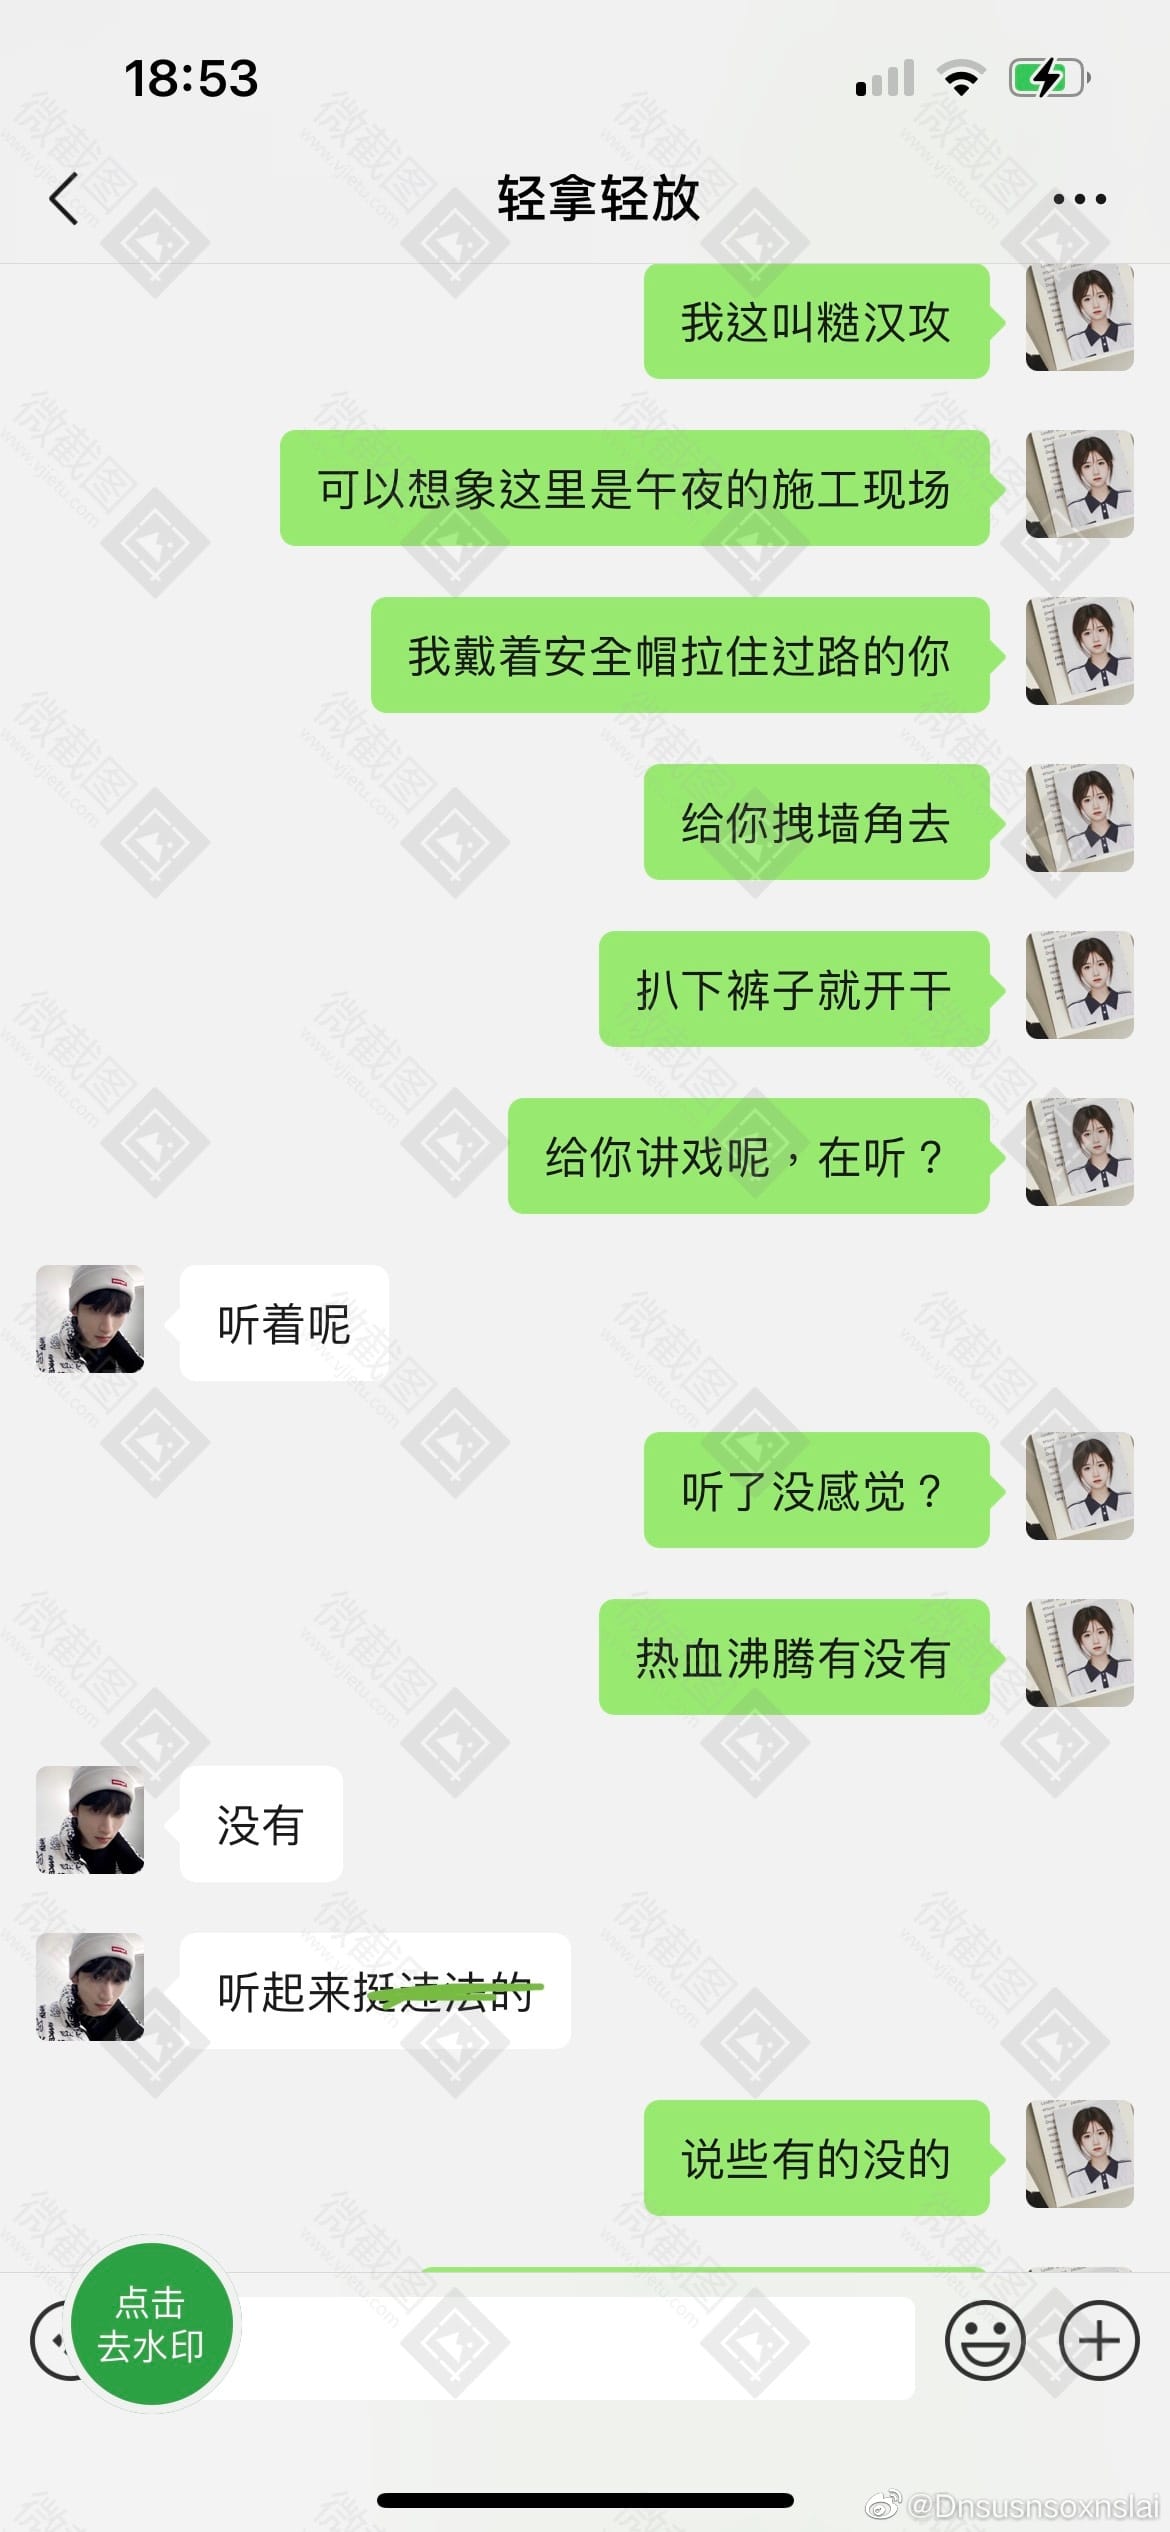 18:53
轻拿轻放
我这叫糙汉攻
可以想象这里是午夜的施工现场
我戴着安全帽拉住过路的你
给你拽墙角去
扒下裤子就开干
给你讲戏呢，在听？
听着呢
听了没感觉？
热血沸腾有没有
没有
听起来挺违法的
说些有的没的
点击
去水印
微截图
www.vjietu.com
@Dnsusnsoxnslai